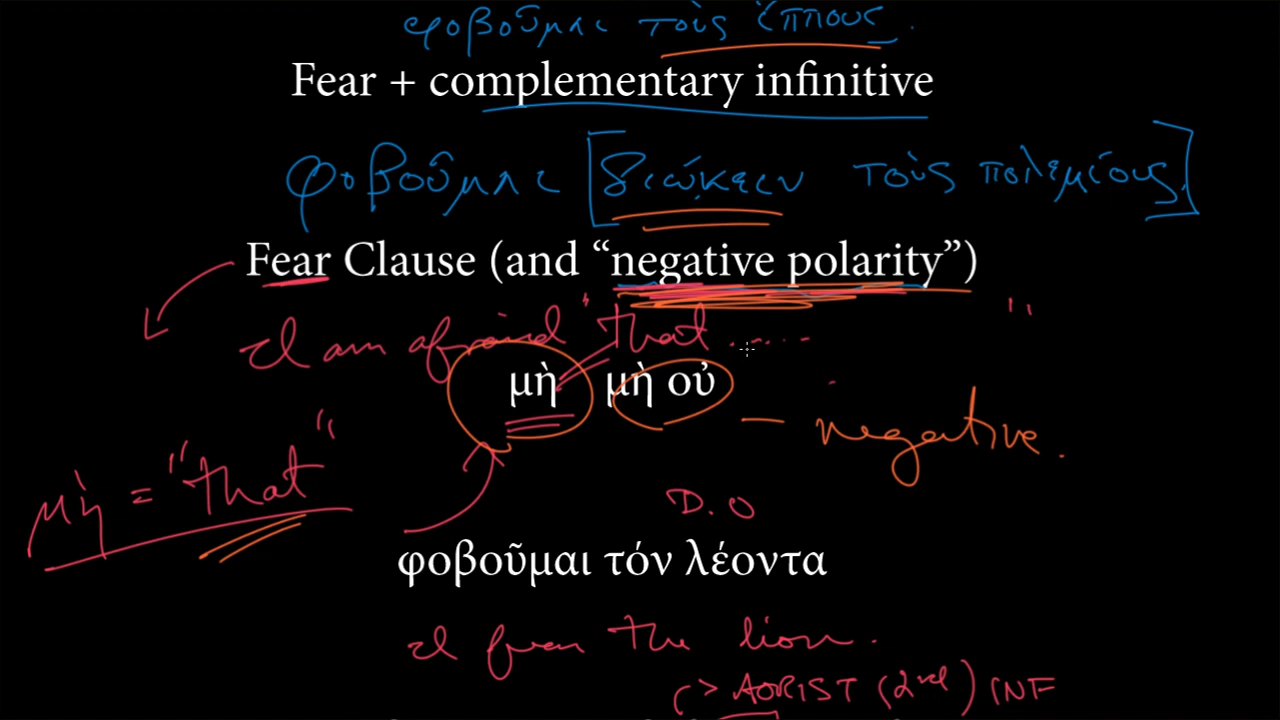 φοβοῦμαι τοὺς ἵππους.
Fear + complementary infinitive
φοβοῦμαι [διώκειν τοὺς πολεμίους]
Fear Clause (and “negative polarity”)
I am afraid "that ...... "
μὴ μὴ οὐ
- negative.
μὴ = "that"
D.O
φοβοῦμαι τόν λέοντα
I fear the lion.
(> AORIST (2nd) INF